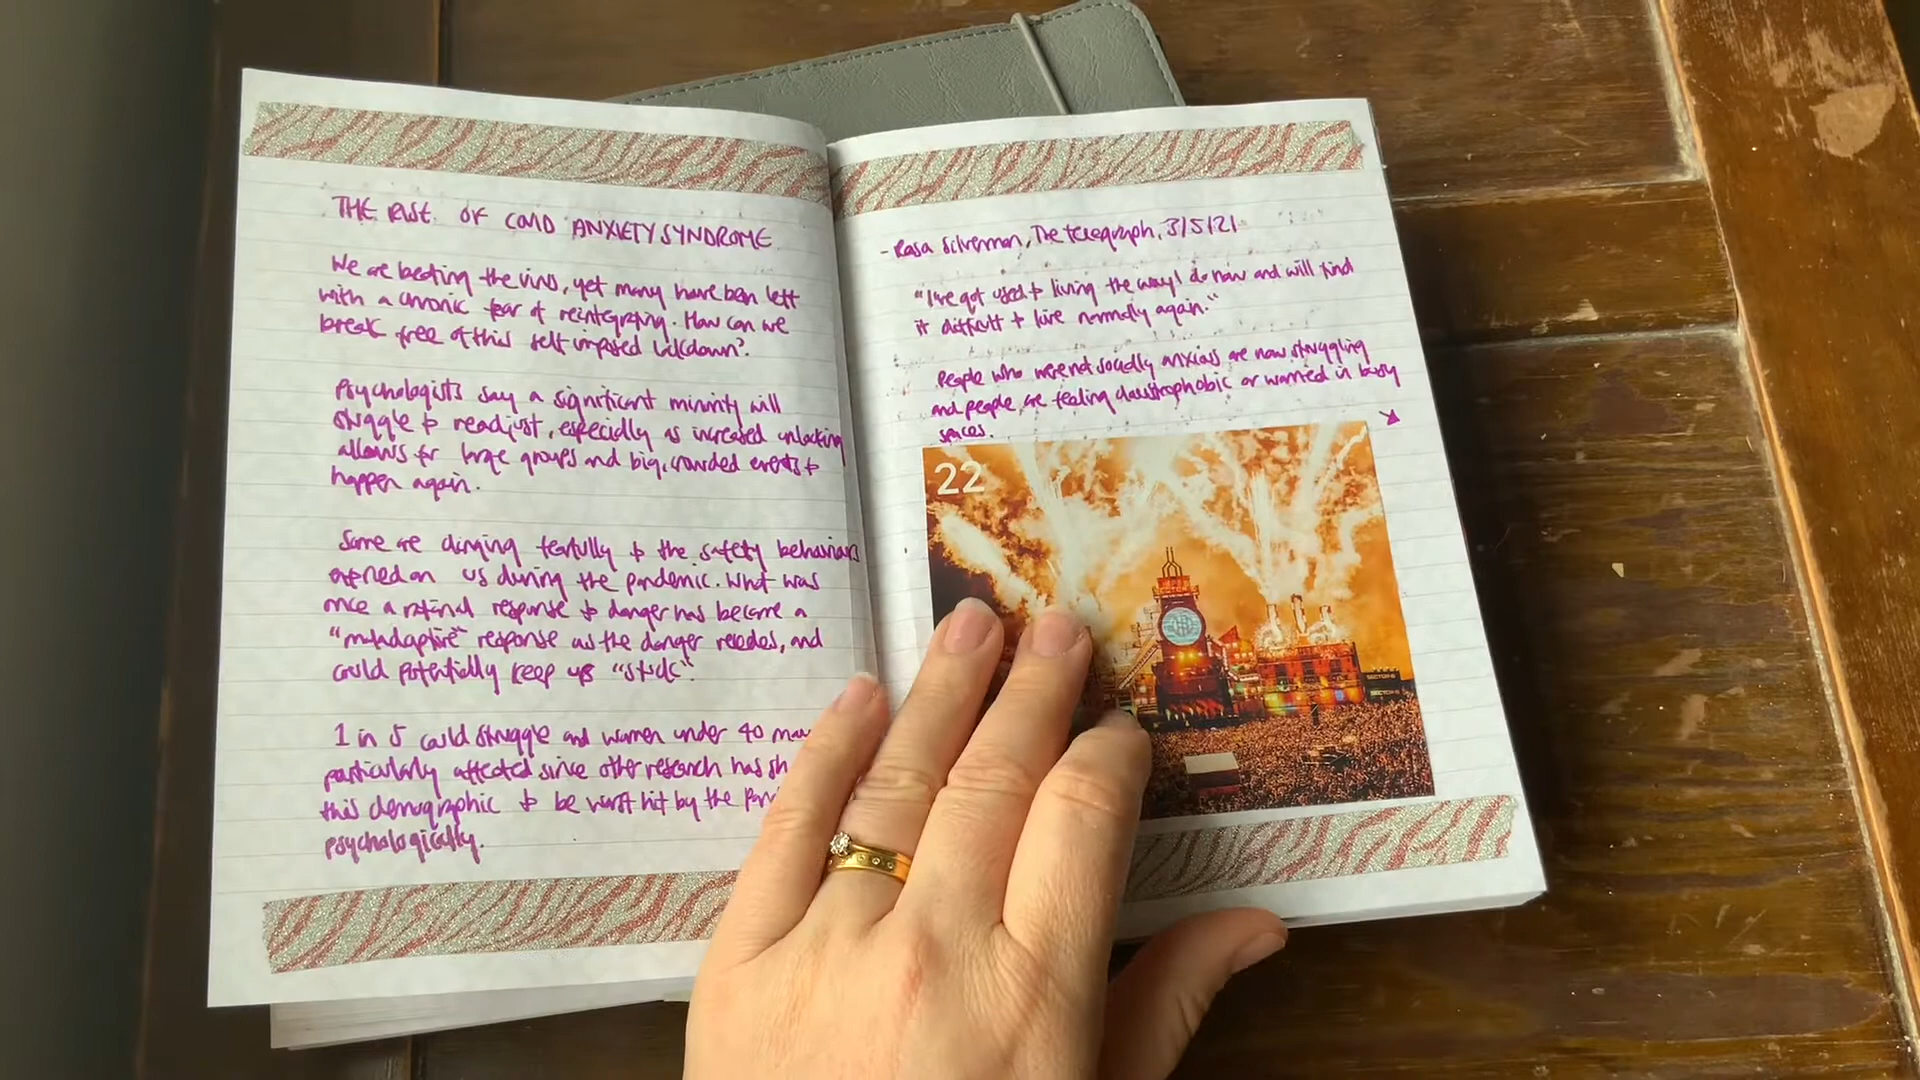 THE RISE OF COVID ANXIETY SYNDROME
We are beating the virus, yet many have been left
with a chronic fear of reintegrating. How can we
break free of this self imposed lockdown?
Psychologists say a significant minority will
struggle to readjust, especially as increased unlocking
allows for large groups and big, crowded events to
happen again.
Some are clinging fearfully to the safety behaviours
on us during the pandemic. What was
once a rational response to danger has become a
"maladaptive" response as the danger recedes, and
could potentially keep us "stuck".
1 in 5 could struggle and women under 40 may
particularly affected since other research has sh
this demographic to be worst hit by the pan
psychologically.
- Rosa Silverman, The Telegraph, 3/5/21
"I've got used to living the way I do now and will find
it difficult to live normally again."
People who were not socially anxious are now struggling
and people are feeling claustrophobic or worried in busy
spaces.
22